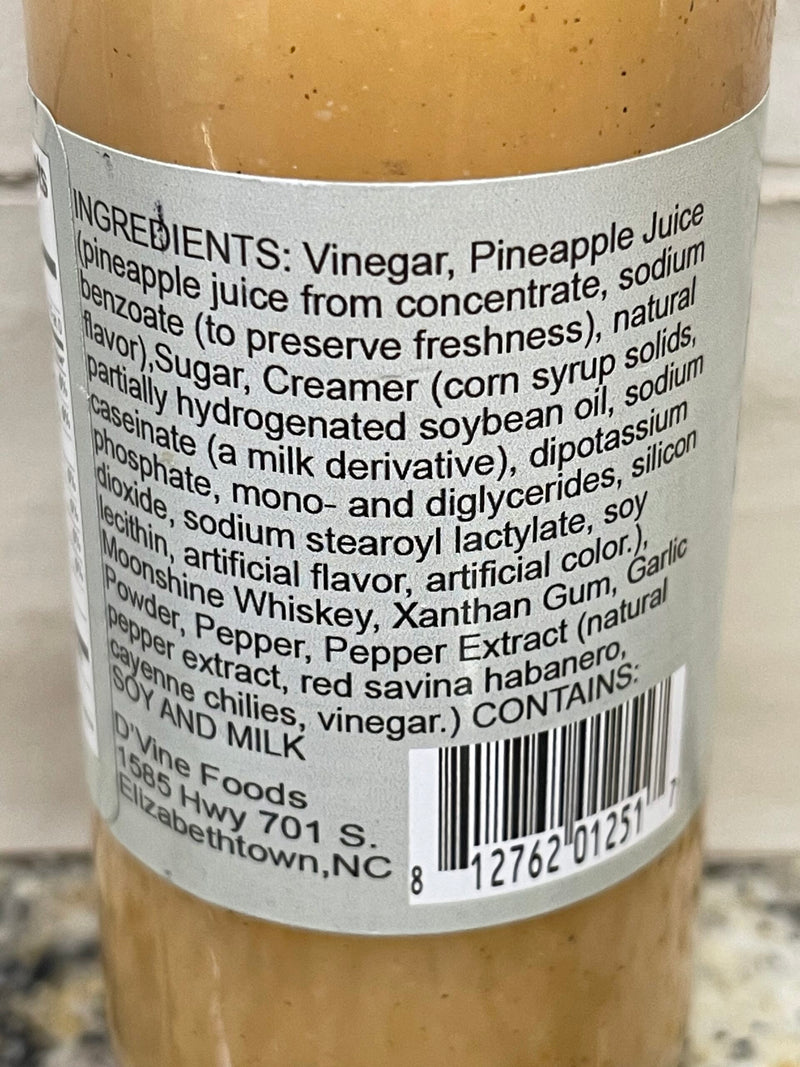 INGREDIENTS: Vinegar, Pineapple Juice
(pineapple juice from concentrate, sodium
benzoate (to preserve freshness), natural
flavor),Sugar, Creamer (corn syrup solids,
partially hydrogenated soybean oil, sodium
caseinate (a milk derivative), dipotassium
phosphate, mono- and diglycerides, silicon
dioxide, sodium stearoyl lactylate, soy
lecithin, artificial flavor, artificial color.),
Moonshine Whiskey, Xanthan Gum, Garlic
Powder, Pepper, Pepper Extract (natural
pepper extract, red savina habanero,
cayenne chilies, vinegar.) CONTAINS:
SOY AND MILK
D'Vine Foods
1585 Hwy 701 S.
Elizabethtown,NC
8 12762 01251 7